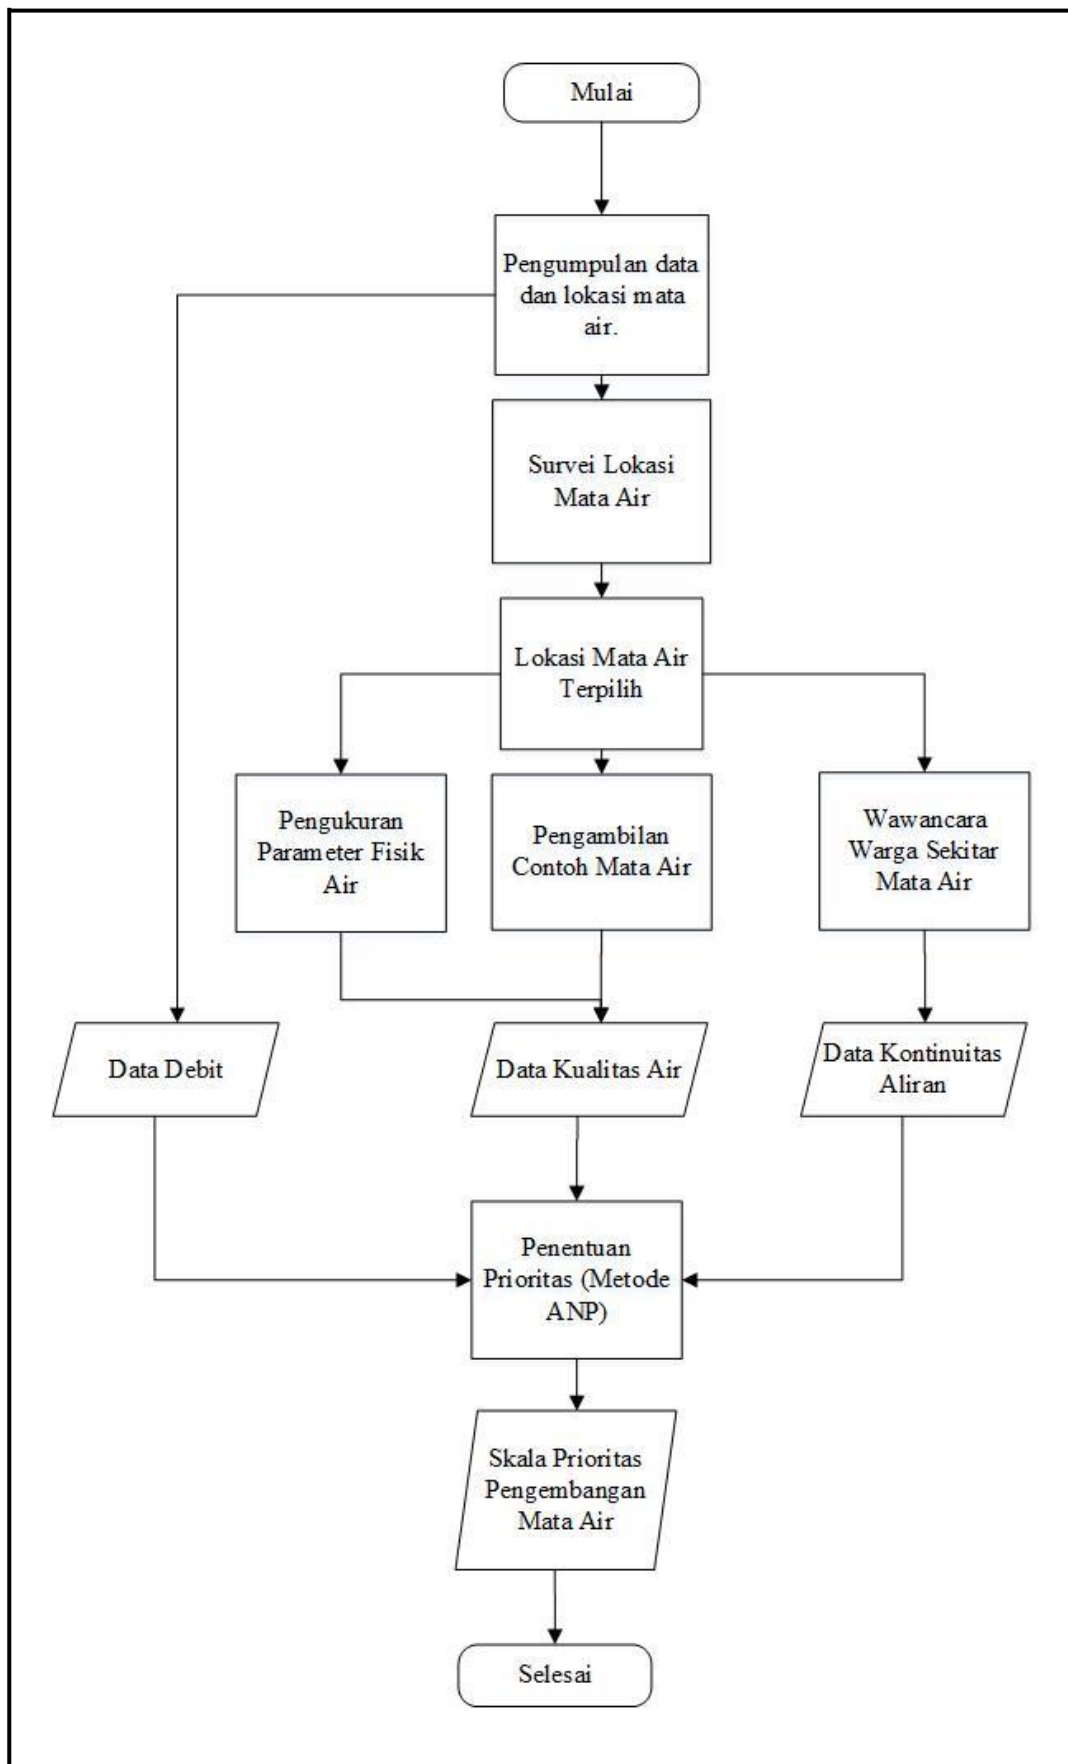 Mulai
Pengumpulan data
dan lokasi mata
air.
Survei Lokasi
Mata Air
Lokasi Mata Air
Terpilih
Pengukuran
Parameter Fisik
Air
Pengambilan
Contoh Mata Air
Wawancara
Warga Sekitar
Mata Air
Data Debit
Data Kualitas Air
Data Kontinuitas
Aliran
Penentuan
Prioritas (Metode
ANP)
Skala Prioritas
Pengembangan
Mata Air
Selesai